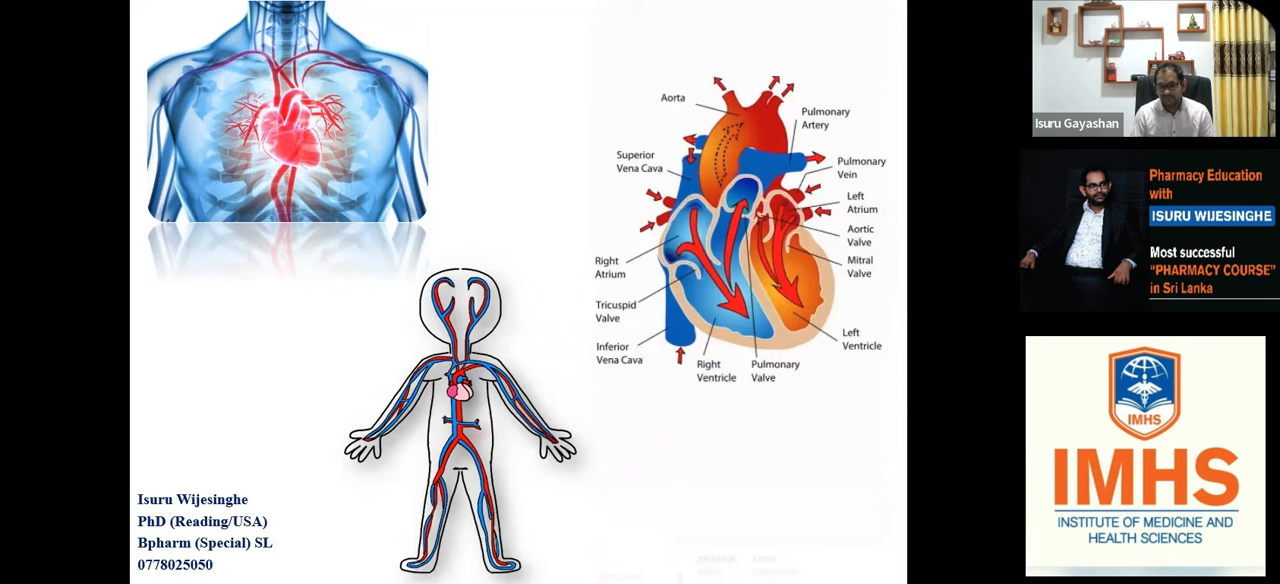 Aorta
Pulmonary
Artery
Superior
Vena Cava
Pulmonary
Vein
Left
Atrium
Aortic
Valve
Right
Atrium
Mitral
Valve
Tricuspid
Valve
Left
Ventricle
Inferior
Vena Cava
Right
Ventricle
Pulmonary
Valve
Isuru Wijesinghe
PhD (Reading/USA)
Bpharm (Special) SL
0778025050
Isuru Gayashan
Pharmacy Education
with
ISURU WIJESINGHE
Most successful
"PHARMACY COURSE"
in Sri Lanka
IMHS
IMHS
INSTITUTE OF MEDICINE AND
HEALTH SCIENCES